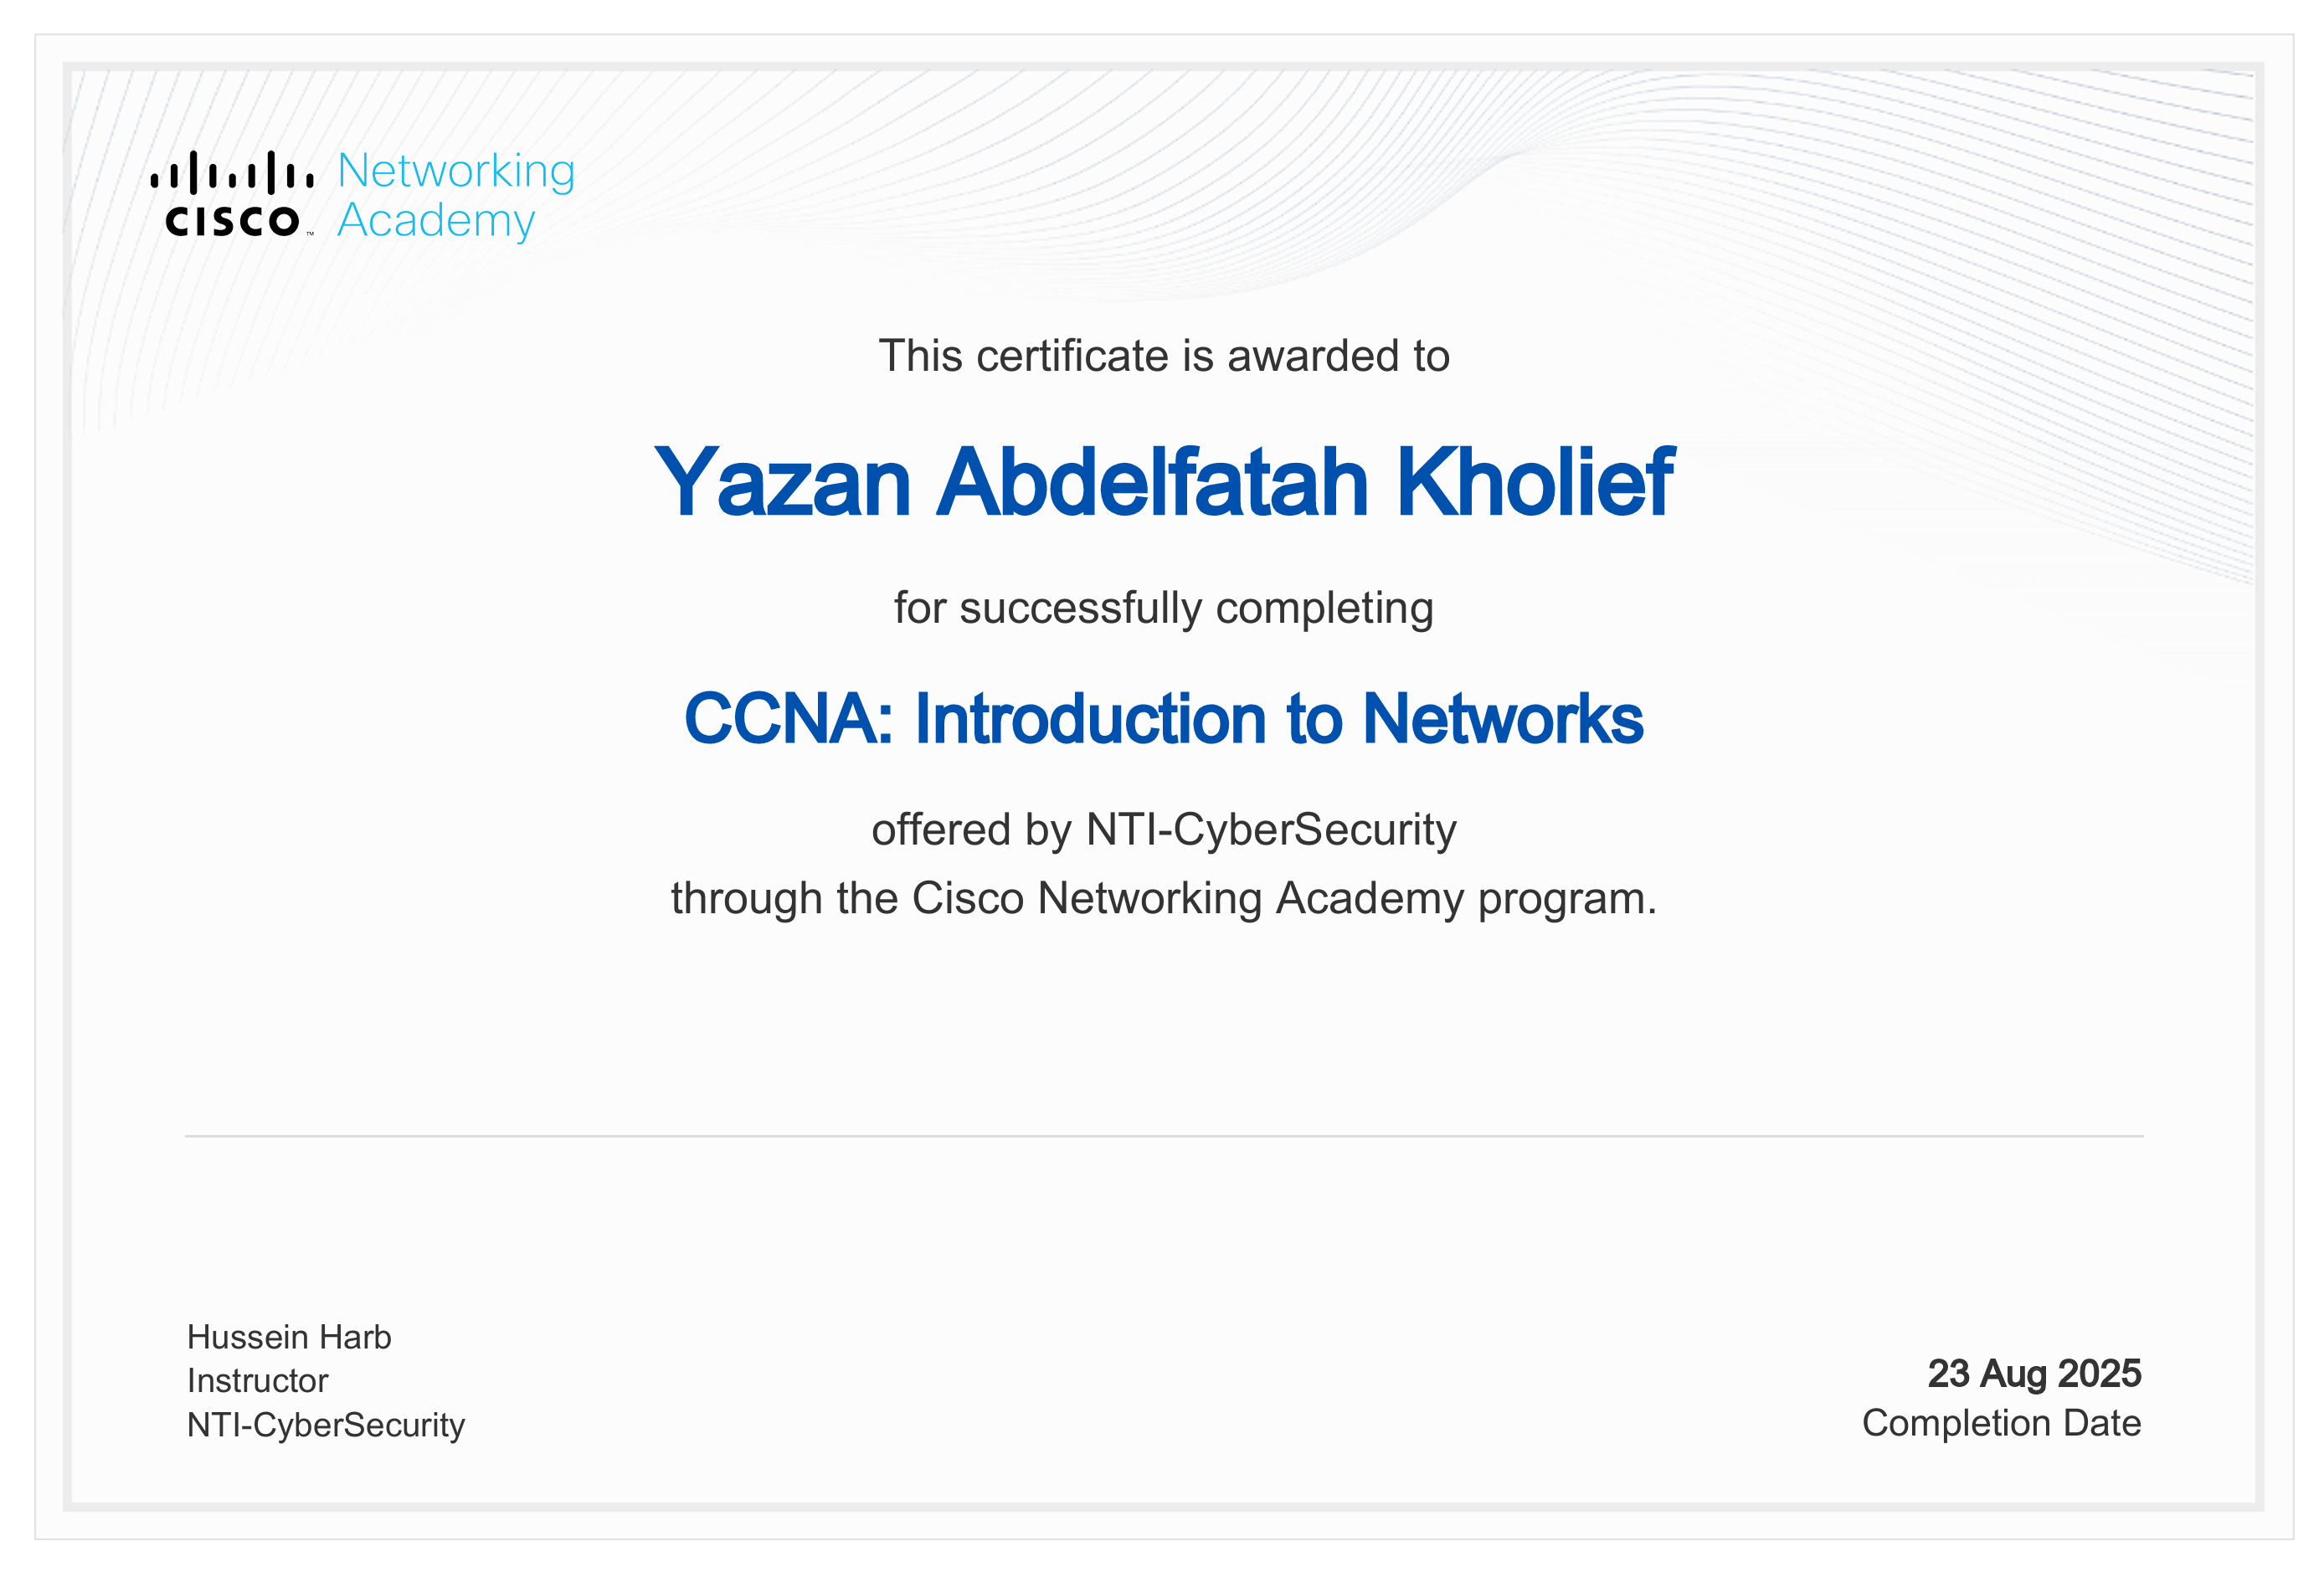 CISCO™
Networking
Academy
This certificate is awarded to
Yazan Abdelfatah Kholief
for successfully completing
CCNA: Introduction to Networks
offered by NTI-CyberSecurity
through the Cisco Networking Academy program.
Hussein Harb
Instructor
NTI-CyberSecurity
23 Aug 2025
Completion Date